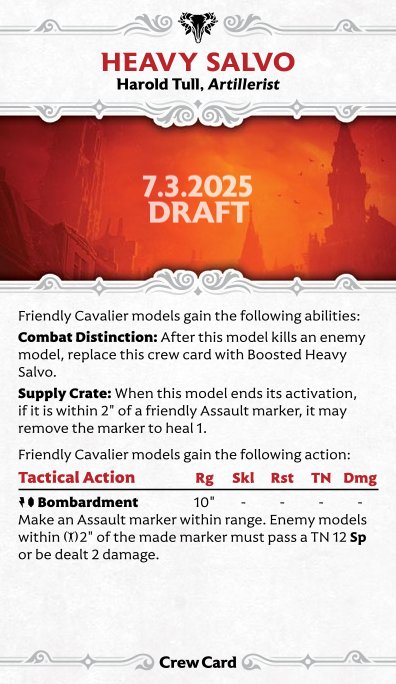 HEAVY SALVO
Harold Tull, Artillerist
7.3.2025
DRAFT
Friendly Cavalier models gain the following abilities:
Combat Distinction: After this model kills an enemy
model, replace this crew card with Boosted Heavy
Salvo.
Supply Crate: When this model ends its activation,
if it is within 2" of a friendly Assault marker, it may
remove the marker to heal 1.
Friendly Cavalier models gain the following action:
Tactical Action Rg Skl Rst TN Dmg
Bombardment 10" - - - -
Make an Assault marker within range. Enemy models
within 2" of the made marker must pass a TN 12 Sp
or be dealt 2 damage.
Crew Card